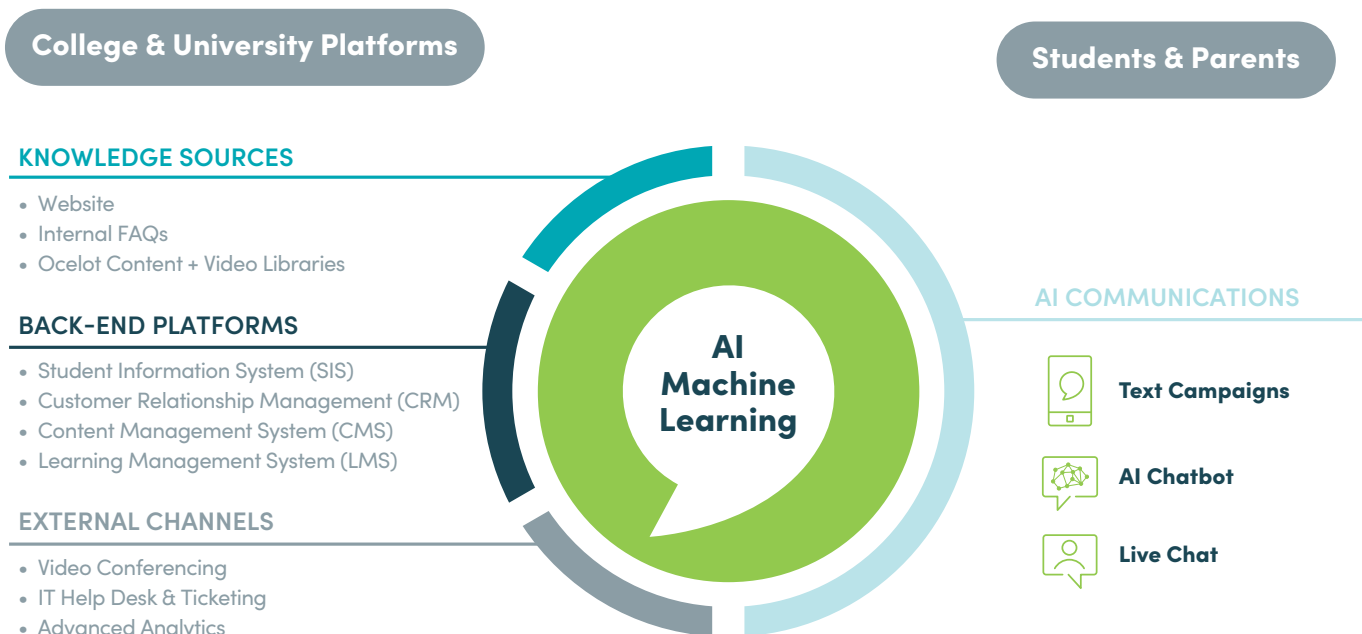 College & University Platforms
Students & Parents
KNOWLEDGE SOURCES
• Website
• Internal FAQs
• Ocelot Content + Video Libraries
BACK-END PLATFORMS
• Student Information System (SIS)
• Customer Relationship Management (CRM)
• Content Management System (CMS)
• Learning Management System (LMS)
EXTERNAL CHANNELS
• Video Conferencing
• IT Help Desk & Ticketing
• Advanced Analytics
AI
Machine
Learning
AI COMMUNICATIONS
Text Campaigns
AI Chatbot
Live Chat